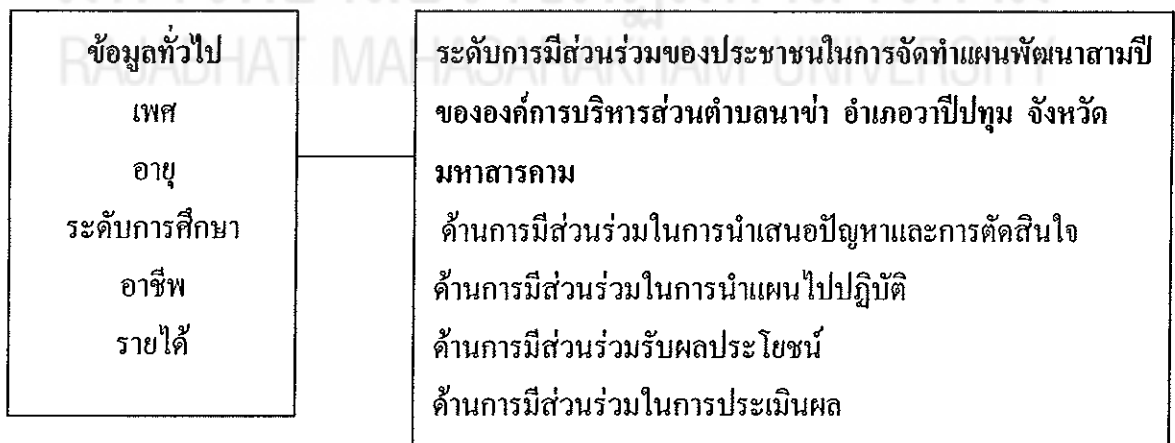 RAJABHAT MAHASARAKHAM UNIVERSITY
ข้อมูลทั่วไป
เพศ
อายุ
ระดับการศึกษา
อาชีพ
รายได้
ระดับการมีส่วนร่วมของประชาชนในการจัดทำแผนพัฒนาสามปี
ขององค์การบริหารส่วนตำบลนาข่า อำเภอวาปีปทุม จังหวัด
มหาสารคาม
ด้านการมีส่วนร่วมในการนำเสนอปัญหาและการตัดสินใจ
ด้านการมีส่วนร่วมในการนำแผนไปปฏิบัติ
ด้านการมีส่วนร่วมรับผลประโยชน์
ด้านการมีส่วนร่วมในการประเมินผล